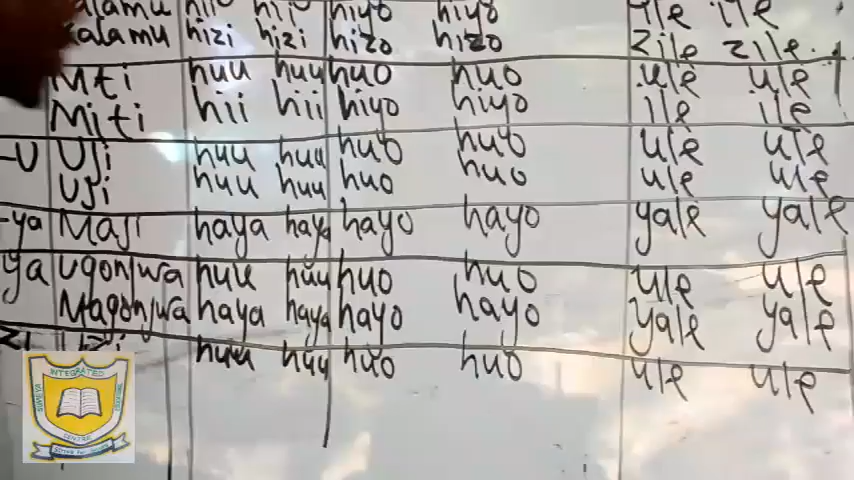 hizi hizi hizo hizo zile zile
Mti huu huu huo huo ule ule
Miti hii hii hiyo hiyo ile ile
-U Uji huu huu huo huo ule ule
Uji huu huu huo huo ule ule
-ya Maji haya haya hayo hayo yale yale
ya Ugonjwa huu huu huo huo ule ule
Magonjwa haya haya hayo hayo yale yale
huu huu huo huo ule ule
INTEGRATED
CENTRE